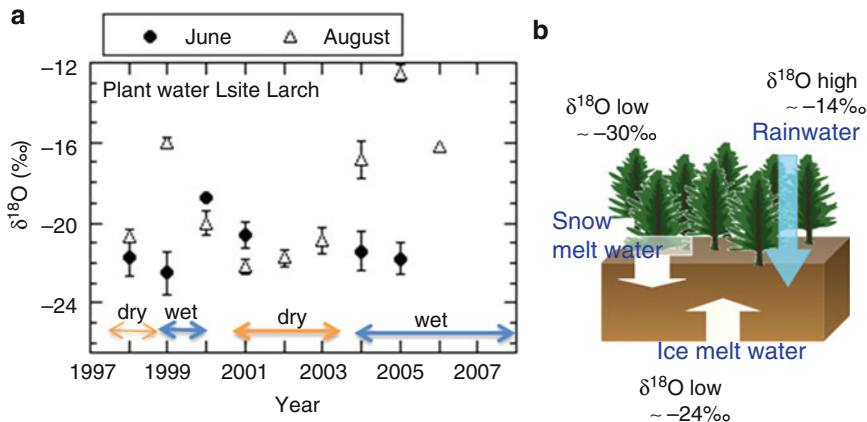 a
June August
Plant water Lsite Larch
δ18O (‰)
−12
−16
−20
−24
dry wet dry wet
1997 1999 2001 2003 2005 2007
Year
b
δ18O low
~ −30‰
δ18O high
~ −14‰
Rainwater
Snow
melt water
Ice melt water
δ18O low
~ −24‰